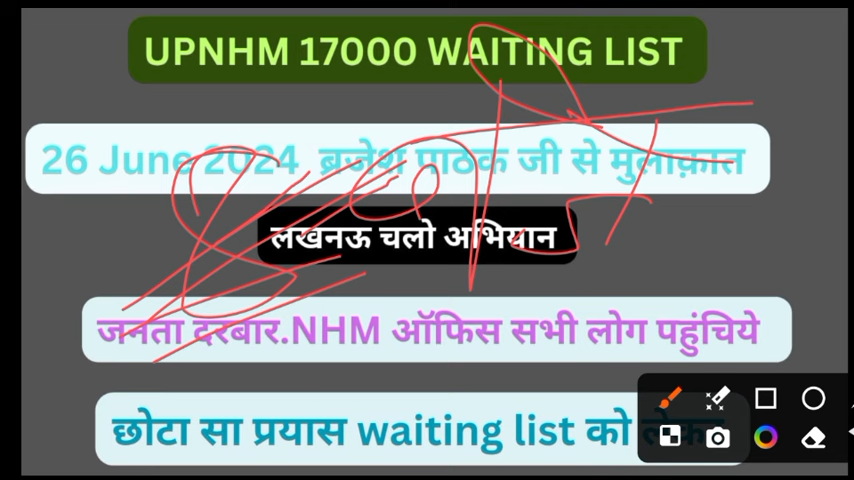 UPNHM 17000 WAITING LIST
26 June 2024 ब्रजेश पाठक जी से मुलाक़ात
लखनऊ चलो अभियान
जनता दरबार.NHM ऑफिस सभी लोग पहुंचिये
छोटा सा प्रयास waiting list को लेकर